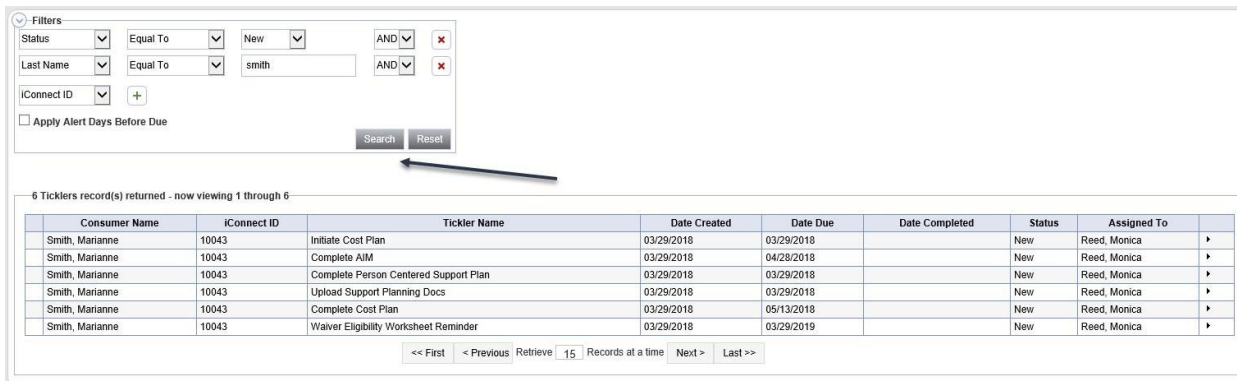 Filters
Status Equal To New AND
Last Name Equal To smith AND
iConnect ID
Apply Alert Days Before Due
Search Reset
6 Ticklers record(s) returned - now viewing 1 through 6
Consumer Name iConnect ID Tickler Name Date Created Date Due Date Completed Status Assigned To
Smith, Marianne 10043 Initiate Cost Plan 03/29/2018 03/29/2018 New Reed, Monica
Smith, Marianne 10043 Complete AIM 03/29/2018 04/28/2018 New Reed, Monica
Smith, Marianne 10043 Complete Person Centered Support Plan 03/29/2018 03/29/2018 New Reed, Monica
Smith, Marianne 10043 Upload Support Planning Docs 03/29/2018 03/29/2018 New Reed, Monica
Smith, Marianne 10043 Complete Cost Plan 03/29/2018 05/13/2018 New Reed, Monica
Smith, Marianne 10043 Waiver Eligibility Worksheet Reminder 03/29/2018 03/29/2019 New Reed, Monica
<< First < Previous Retrieve 15 Records at a time Next > Last >>